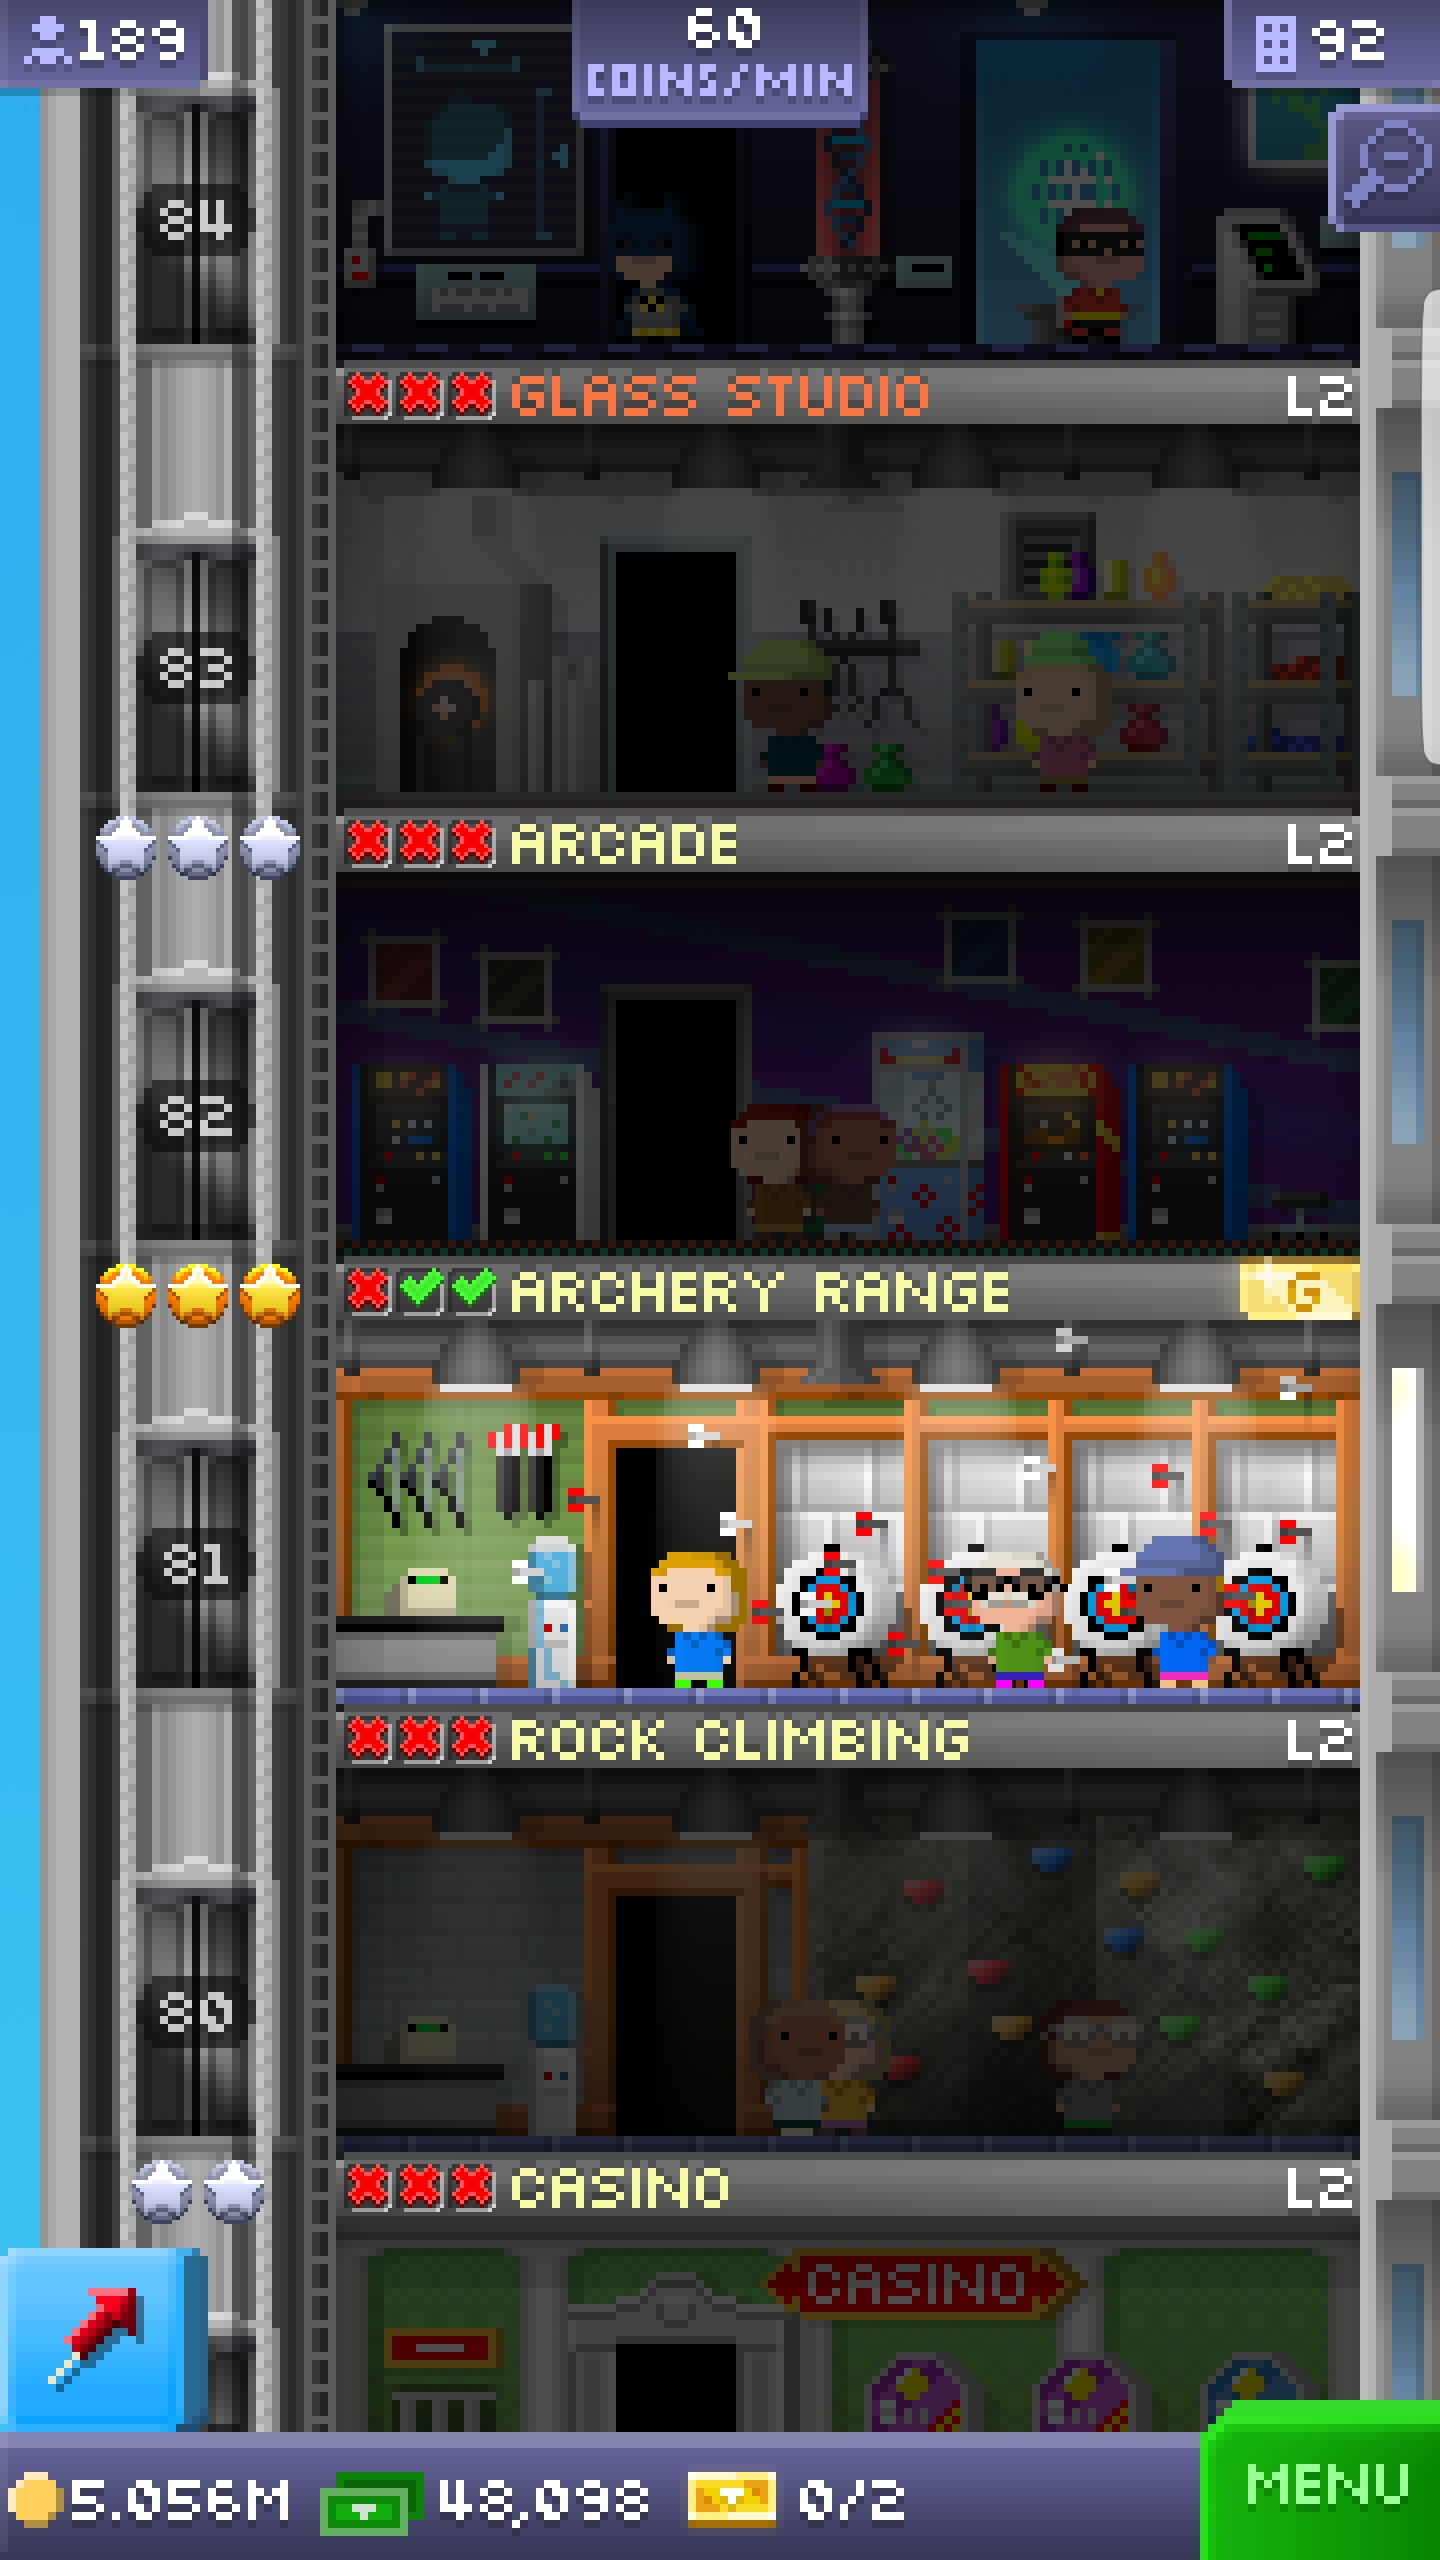 189
60
COINS/MIN
92
84
GLASS STUDIO L2
83
ARCADE L2
82
ARCHERY RANGE G
81
ROCK CLIMBING L2
80
CASINO L2
CASINO
5.056M 48,098 0/2
MENU